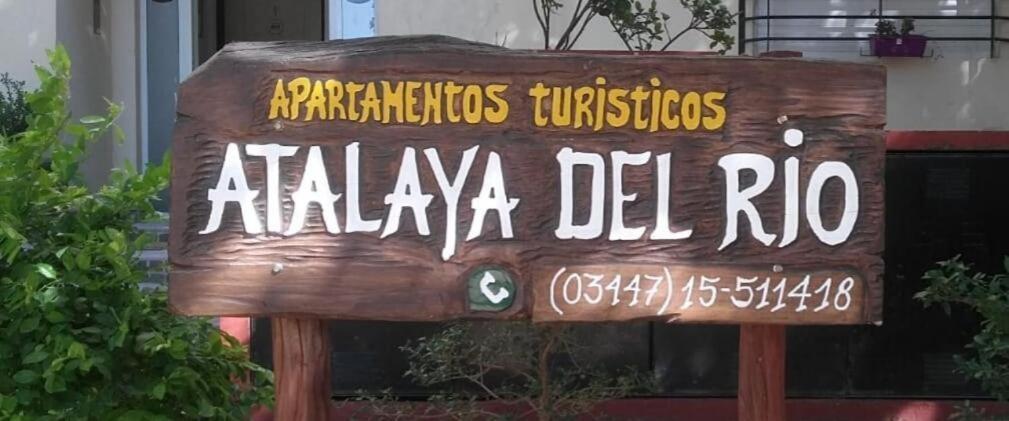 APARTAMENTOS TURiSTiCOS
ATALAYA DEL RiO
(03447)15-511418